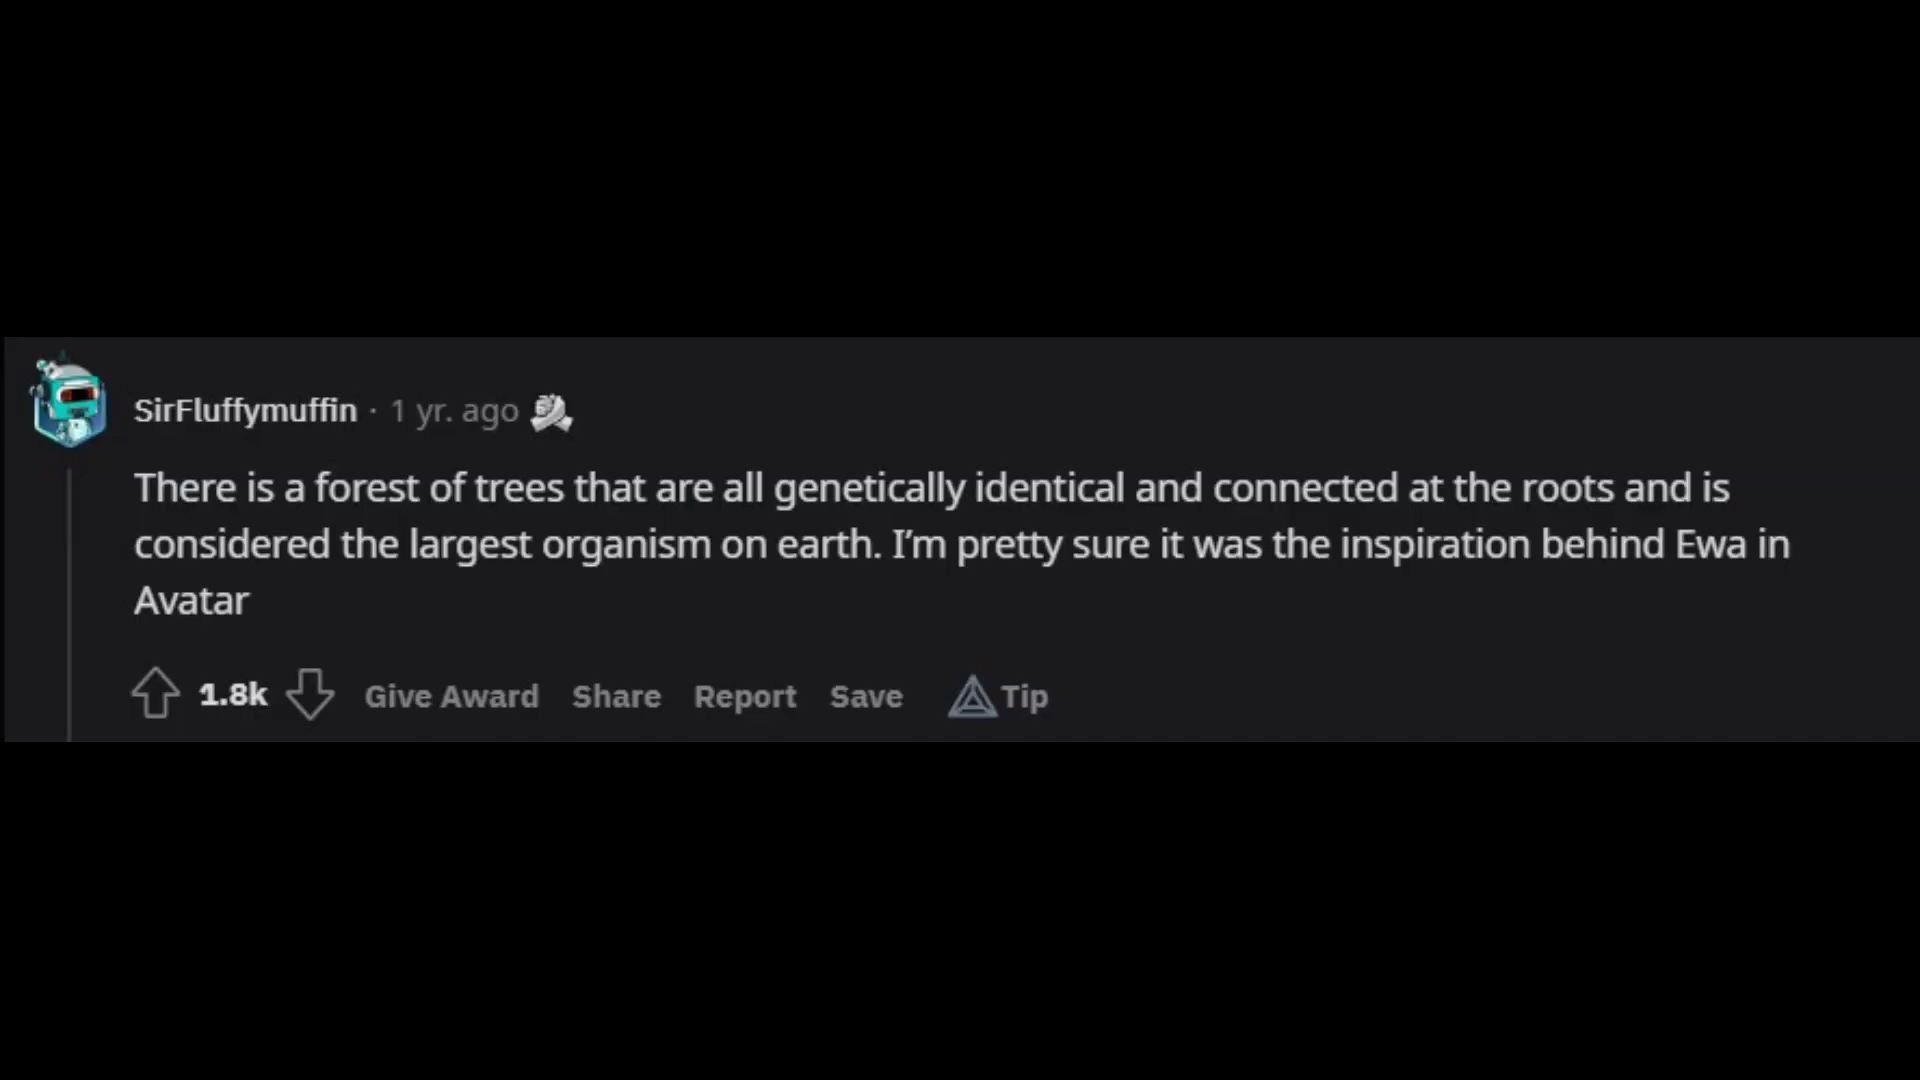 SirFluffymuffin · 1 yr. ago
There is a forest of trees that are all genetically identical and connected at the roots and is
considered the largest organism on earth. I'm pretty sure it was the inspiration behind Ewa in
Avatar
1.8k Give Award Share Report Save Tip